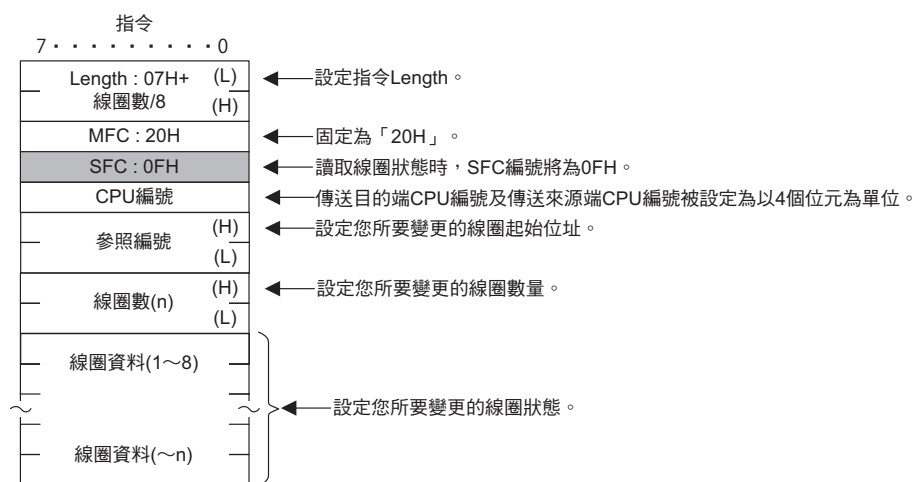 指令
7・・・・・・・・・0
Length : 07H+ (L)
線圈數/8 (H)
設定指令Length。
MFC : 20H
固定為「20H」。
SFC : 0FH
讀取線圈狀態時，SFC編號將為0FH。
CPU編號
傳送目的端CPU編號及傳送來源端CPU編號被設定為以4個位元為單位。
參照編號 (H)
(L)
設定您所要變更的線圈起始位址。
線圈數(n) (H)
(L)
設定您所要變更的線圈數量。
線圈資料(1～8)
設定您所要變更的線圈狀態。
線圈資料(～n)